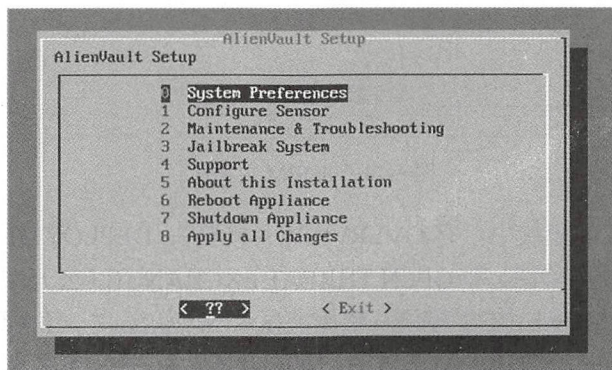 AlienVault Setup
AlienVault Setup
0 System Preferences
1 Configure Sensor
2 Maintenance & Troubleshooting
3 Jailbreak System
4 Support
5 About this Installation
6 Reboot Appliance
7 Shutdown Appliance
8 Apply all Changes
< ?? > < Exit >